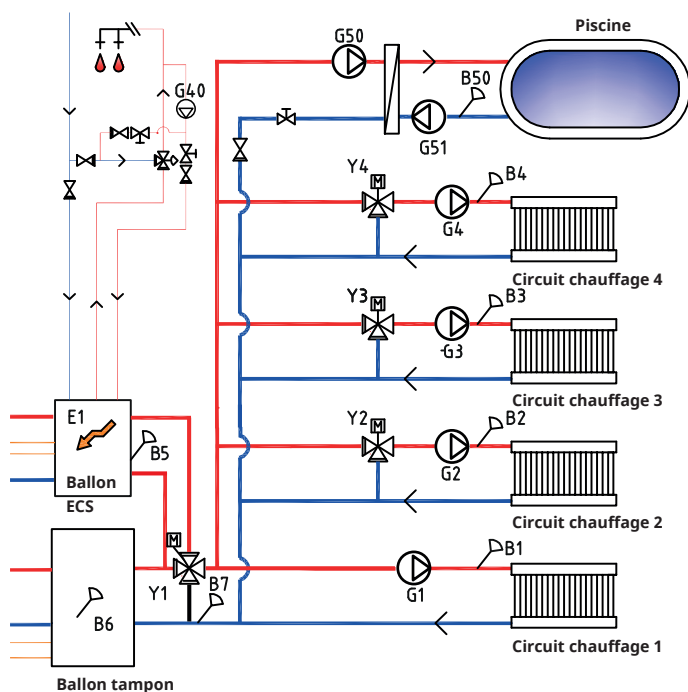 Piscine
G50
B50
G40
G51
Y4
B4
G4
Circuit chauffage 4
Y3
B3
G3
Circuit chauffage 3
Y2
B2
G2
Circuit chauffage 2
E1
B5
Ballon
ECS
M
M
M
M
Y1
B7
G1
B1
B6
Circuit chauffage 1
Ballon tampon